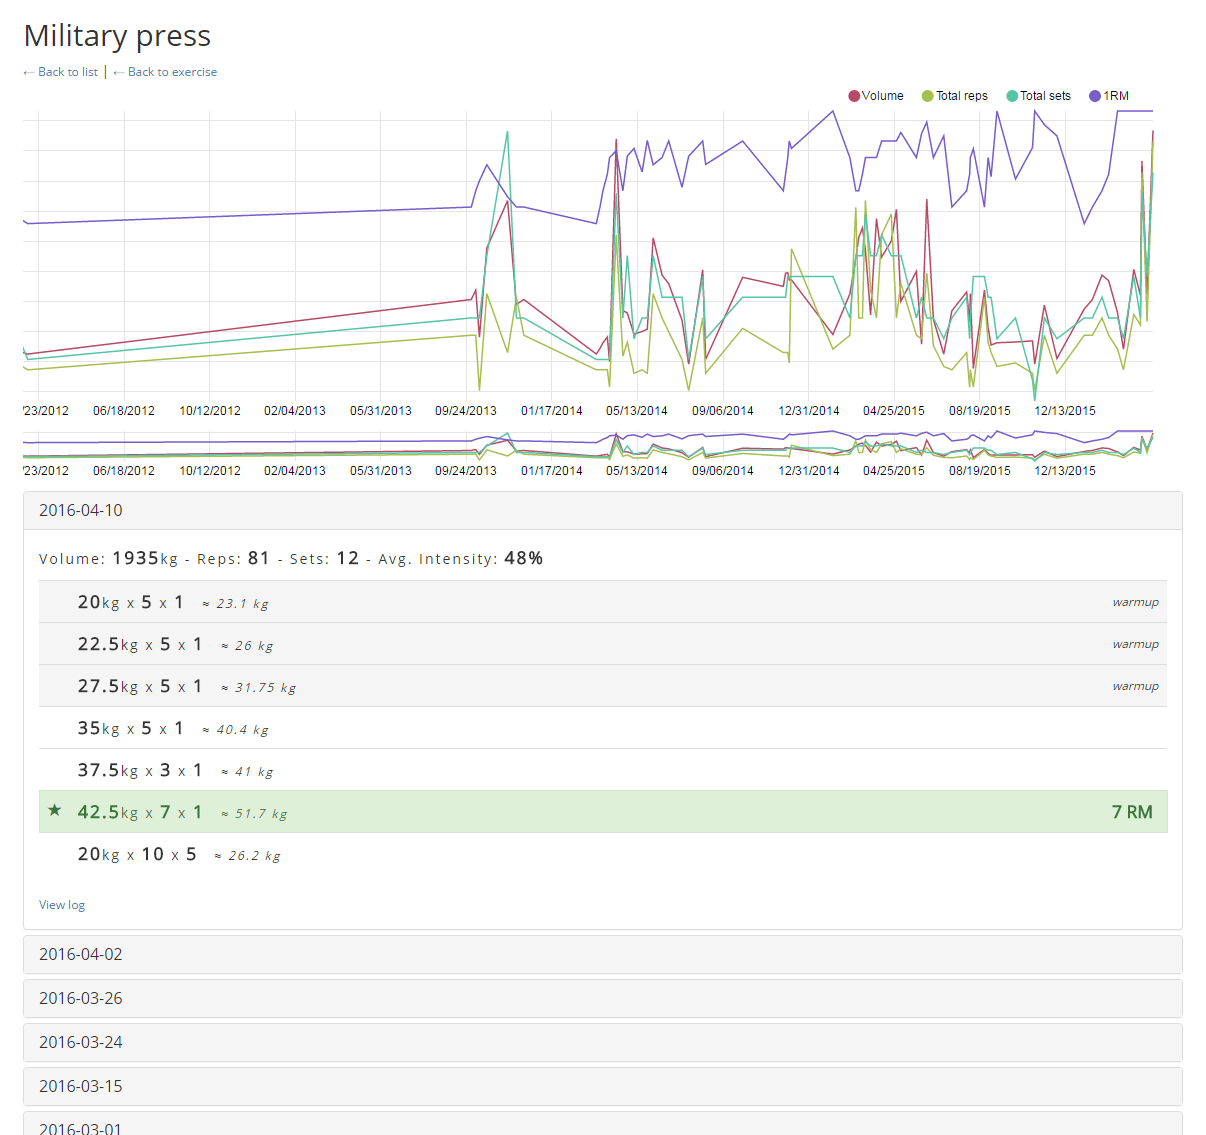 Military press
← Back to list | ← Back to exercise
Volume Total reps Total sets 1RM
'23/2012 06/18/2012 10/12/2012 02/04/2013 05/31/2013 09/24/2013 01/17/2014 05/13/2014 09/06/2014 12/31/2014 04/25/2015 08/19/2015 12/13/2015
'23/2012 06/18/2012 10/12/2012 02/04/2013 05/31/2013 09/24/2013 01/17/2014 05/13/2014 09/06/2014 12/31/2014 04/25/2015 08/19/2015 12/13/2015
2016-04-10
Volume: 1935kg - Reps: 81 - Sets: 12 - Avg. Intensity: 48%
20kg x 5 x 1 ≈ 23.1 kg warmup
22.5kg x 5 x 1 ≈ 26 kg warmup
27.5kg x 5 x 1 ≈ 31.75 kg warmup
35kg x 5 x 1 ≈ 40.4 kg
37.5kg x 3 x 1 ≈ 41 kg
★ 42.5kg x 7 x 1 ≈ 51.7 kg 7 RM
20kg x 10 x 5 ≈ 26.2 kg
View log
2016-04-02
2016-03-26
2016-03-24
2016-03-15
2016-03-01